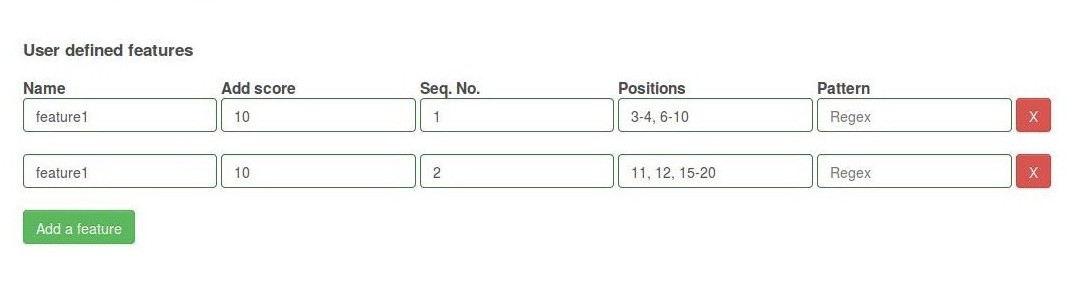 User defined features
Name Add score Seq. No. Positions Pattern
feature1 10 1 3-4, 6-10 Regex X
feature1 10 2 11, 12, 15-20 Regex X
Add a feature